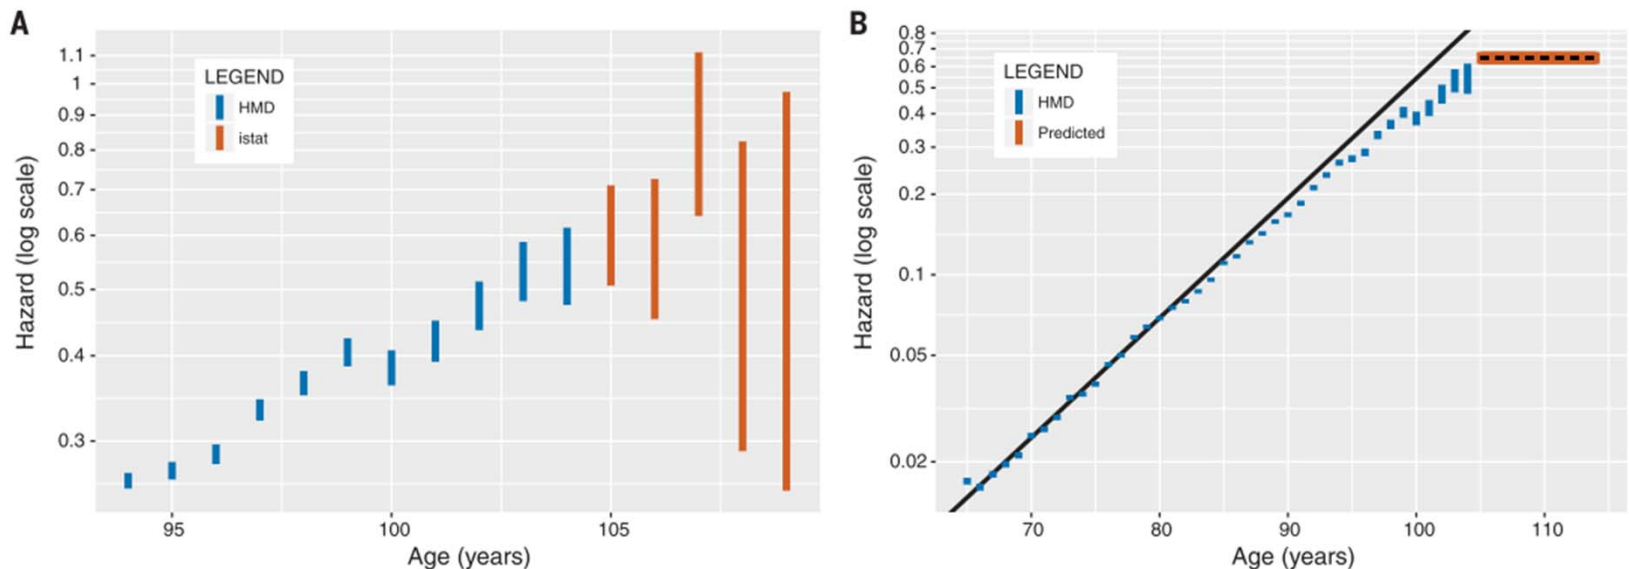 A
Hazard (log scale)
1.1
1
0.9
0.8
0.7
0.6
0.5
0.4
0.3
LEGEND
HMD
istat
95
100
105
Age (years)
B
Hazard (log scale)
0.8
0.7
0.6
0.5
0.4
0.3
0.2
0.1
0.05
0.02
LEGEND
HMD
Predicted
70
80
90
100
110
Age (years)